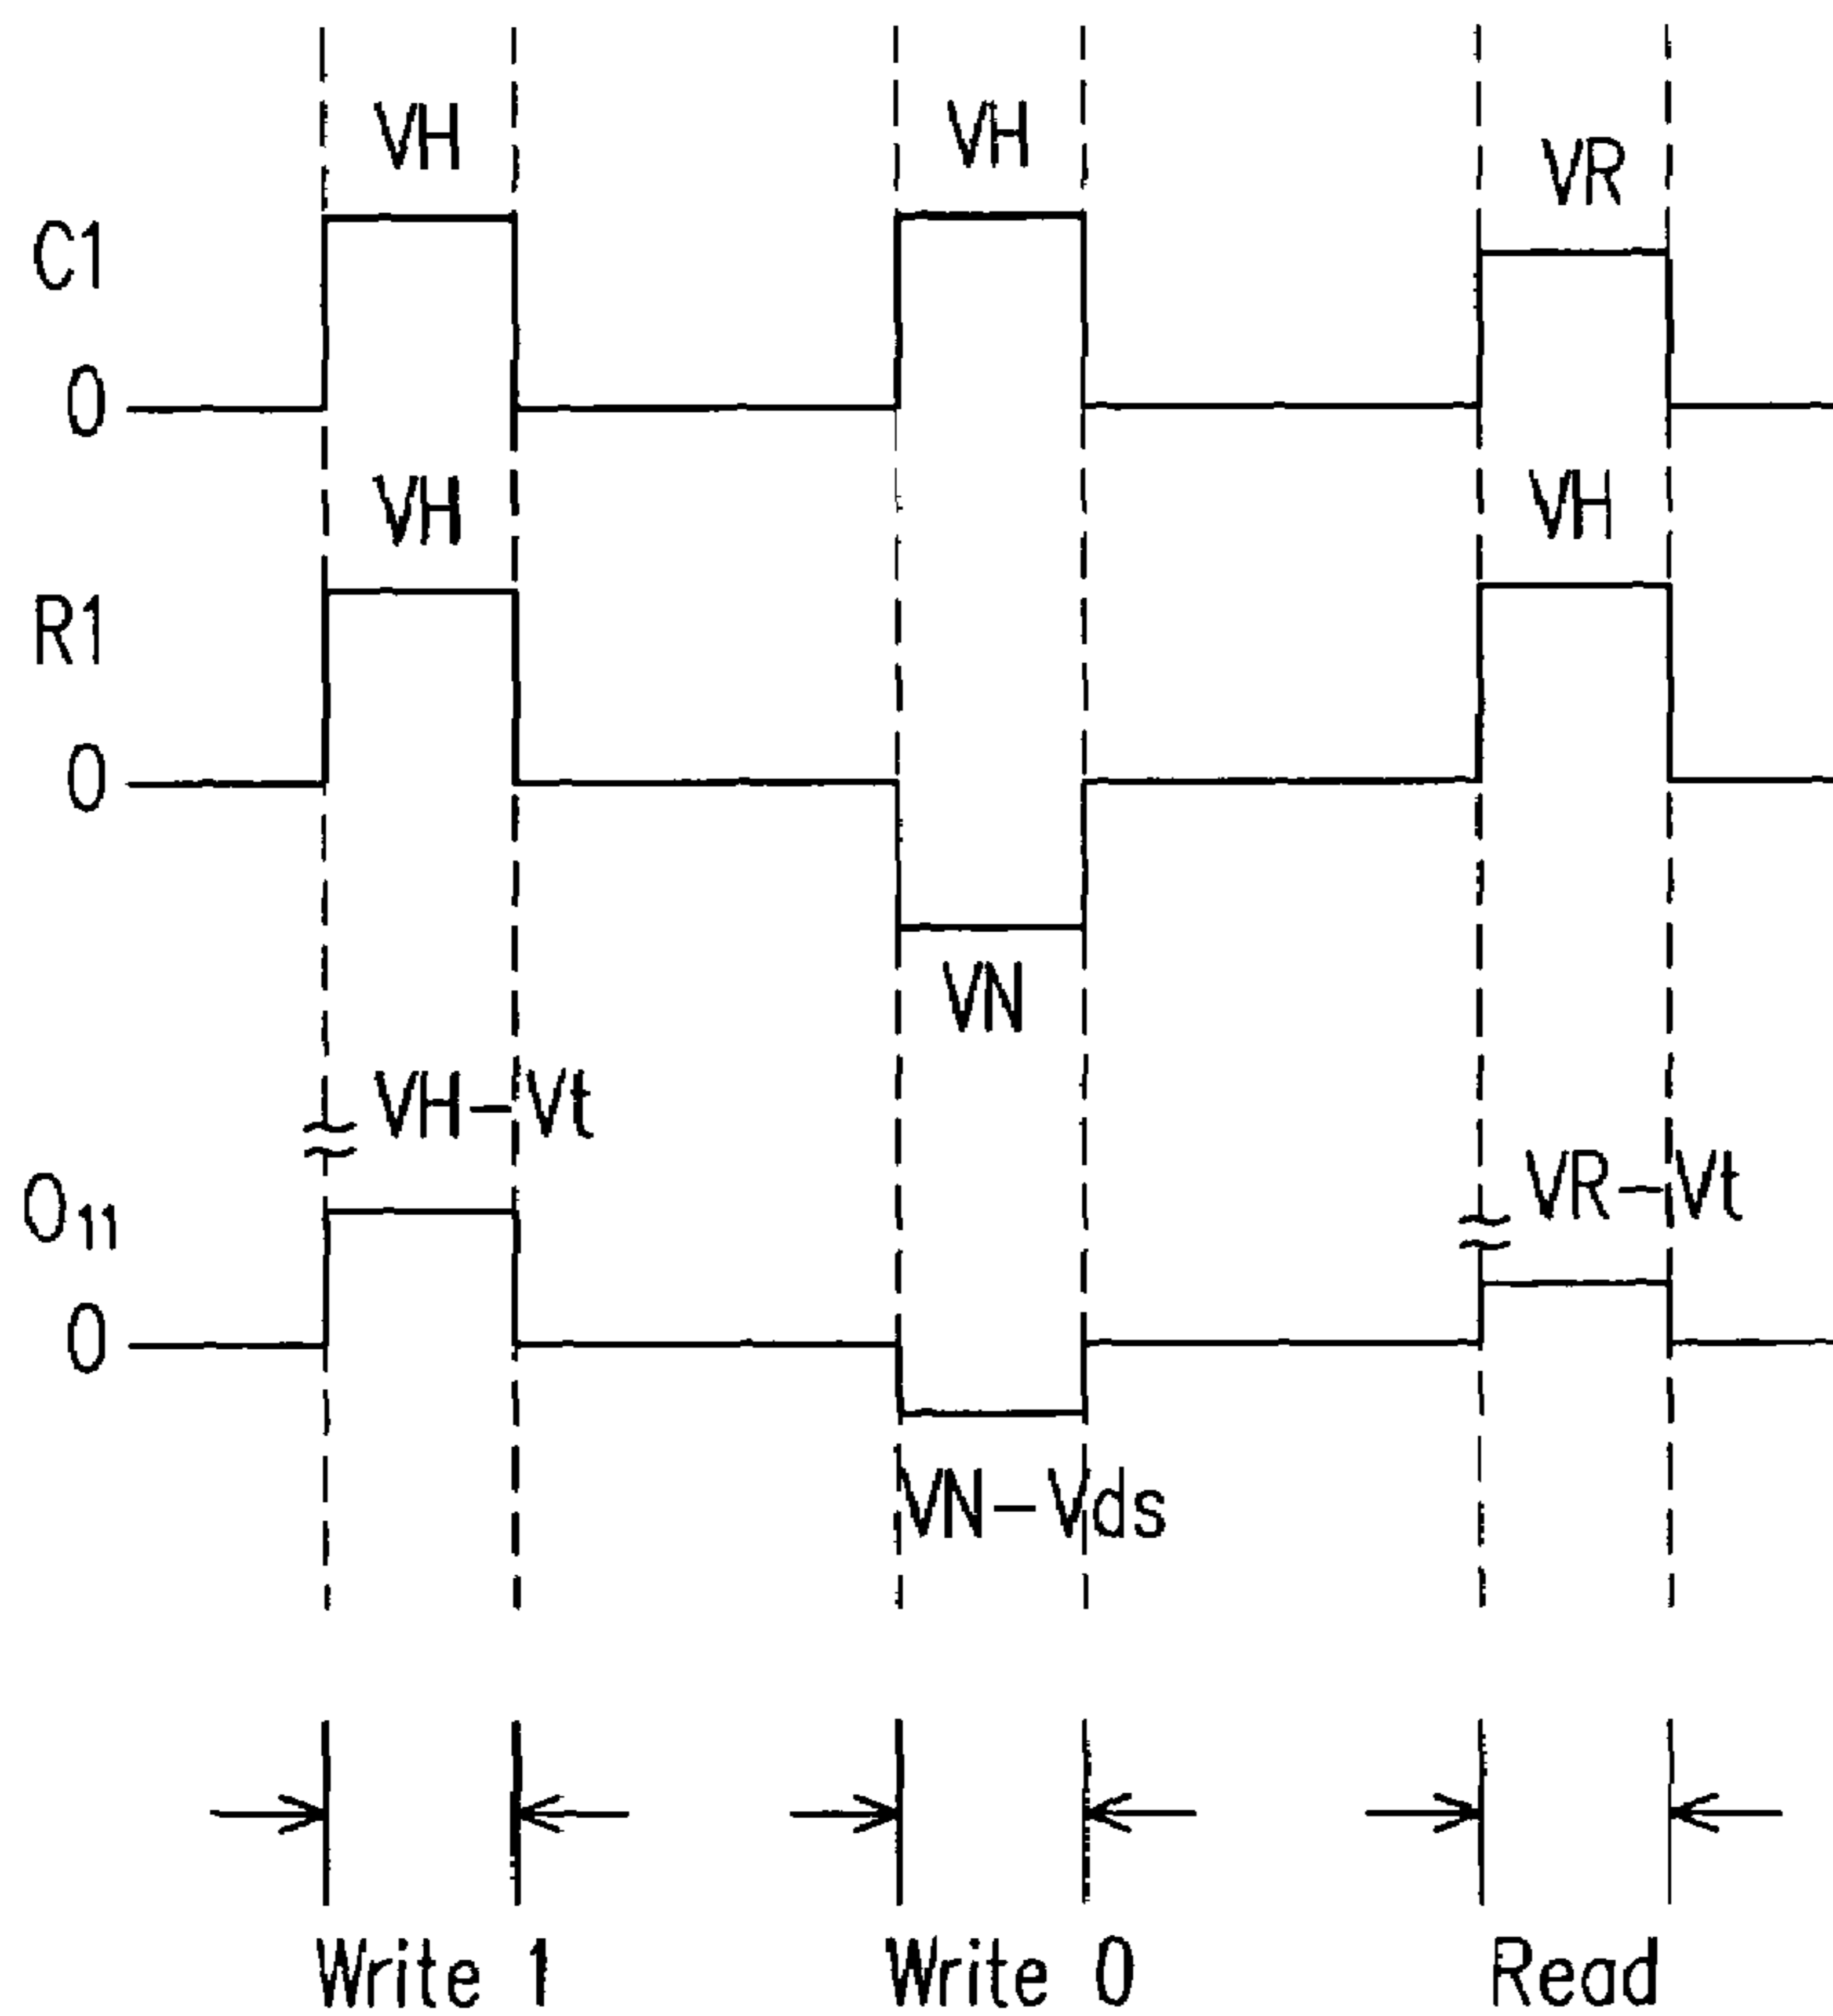 VH VH VR
C1
0
VH VH
R1
0
VN
VH-Vt
VR-Vt
O11
0
VN-Vds
Write 1 Write 0 Read